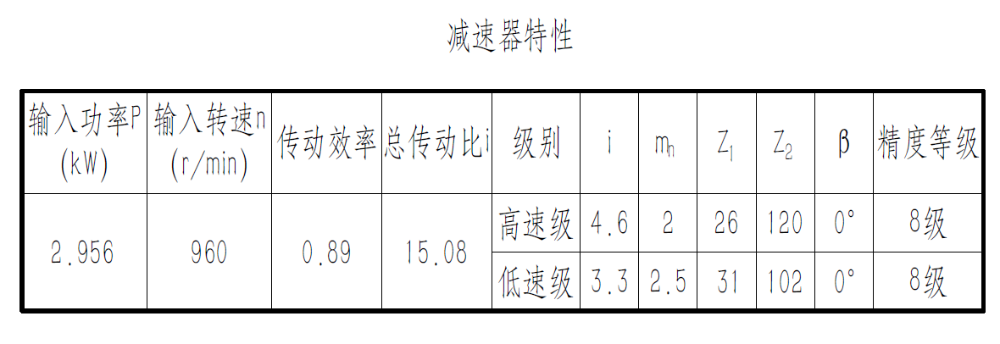 减速器特性
输入功率P
(kW)
输入转速n
(r/min)
传动效率
总传动比i
级别
i
mn
Z1
Z2
β
精度等级
2.956
960
0.89
15.08
高速级
4.6
2
26
120
0°
8级
低速级
3.3
2.5
31
102
0°
8级